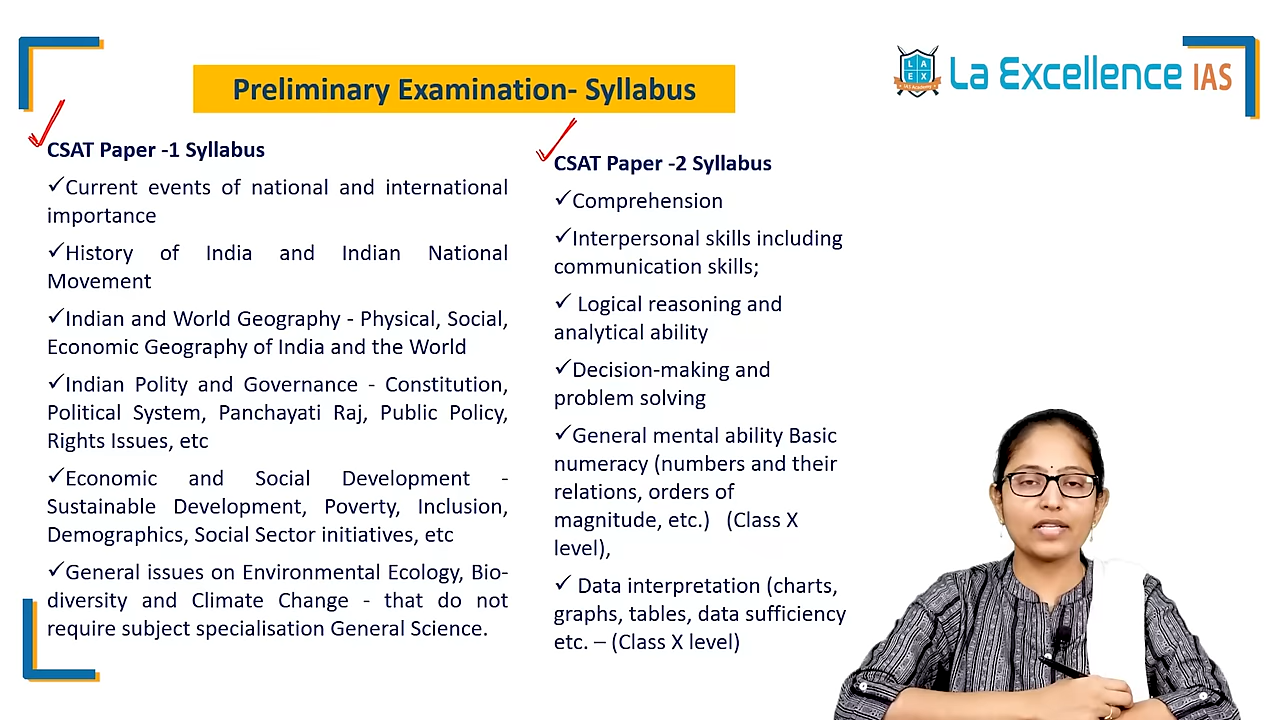 Preliminary Examination- Syllabus
L A
E X
IAS Academy
La Excellence IAS
CSAT Paper -1 Syllabus
✓Current events of national and international
importance
✓History of India and Indian National
Movement
✓Indian and World Geography - Physical, Social,
Economic Geography of India and the World
✓Indian Polity and Governance - Constitution,
Political System, Panchayati Raj, Public Policy,
Rights Issues, etc
✓Economic and Social Development -
Sustainable Development, Poverty, Inclusion,
Demographics, Social Sector initiatives, etc
✓General issues on Environmental Ecology, Bio-
diversity and Climate Change - that do not
require subject specialisation General Science.
CSAT Paper -2 Syllabus
✓Comprehension
✓Interpersonal skills including
communication skills;
✓ Logical reasoning and
analytical ability
✓Decision-making and
problem solving
✓General mental ability Basic
numeracy (numbers and their
relations, orders of
magnitude, etc.) (Class X
level),
✓ Data interpretation (charts,
graphs, tables, data sufficiency
etc. – (Class X level)